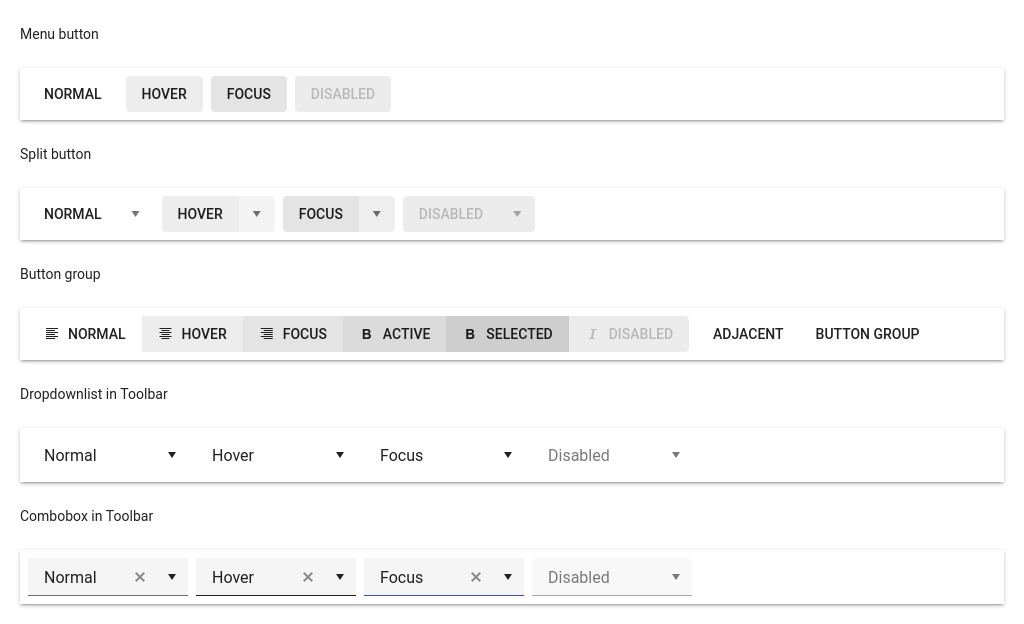 Menu button
NORMAL HOVER FOCUS DISABLED
Split button
NORMAL HOVER FOCUS DISABLED
Button group
NORMAL HOVER FOCUS B ACTIVE B SELECTED I DISABLED ADJACENT BUTTON GROUP
Dropdownlist in Toolbar
Normal Hover Focus Disabled
Combobox in Toolbar
Normal Hover Focus Disabled